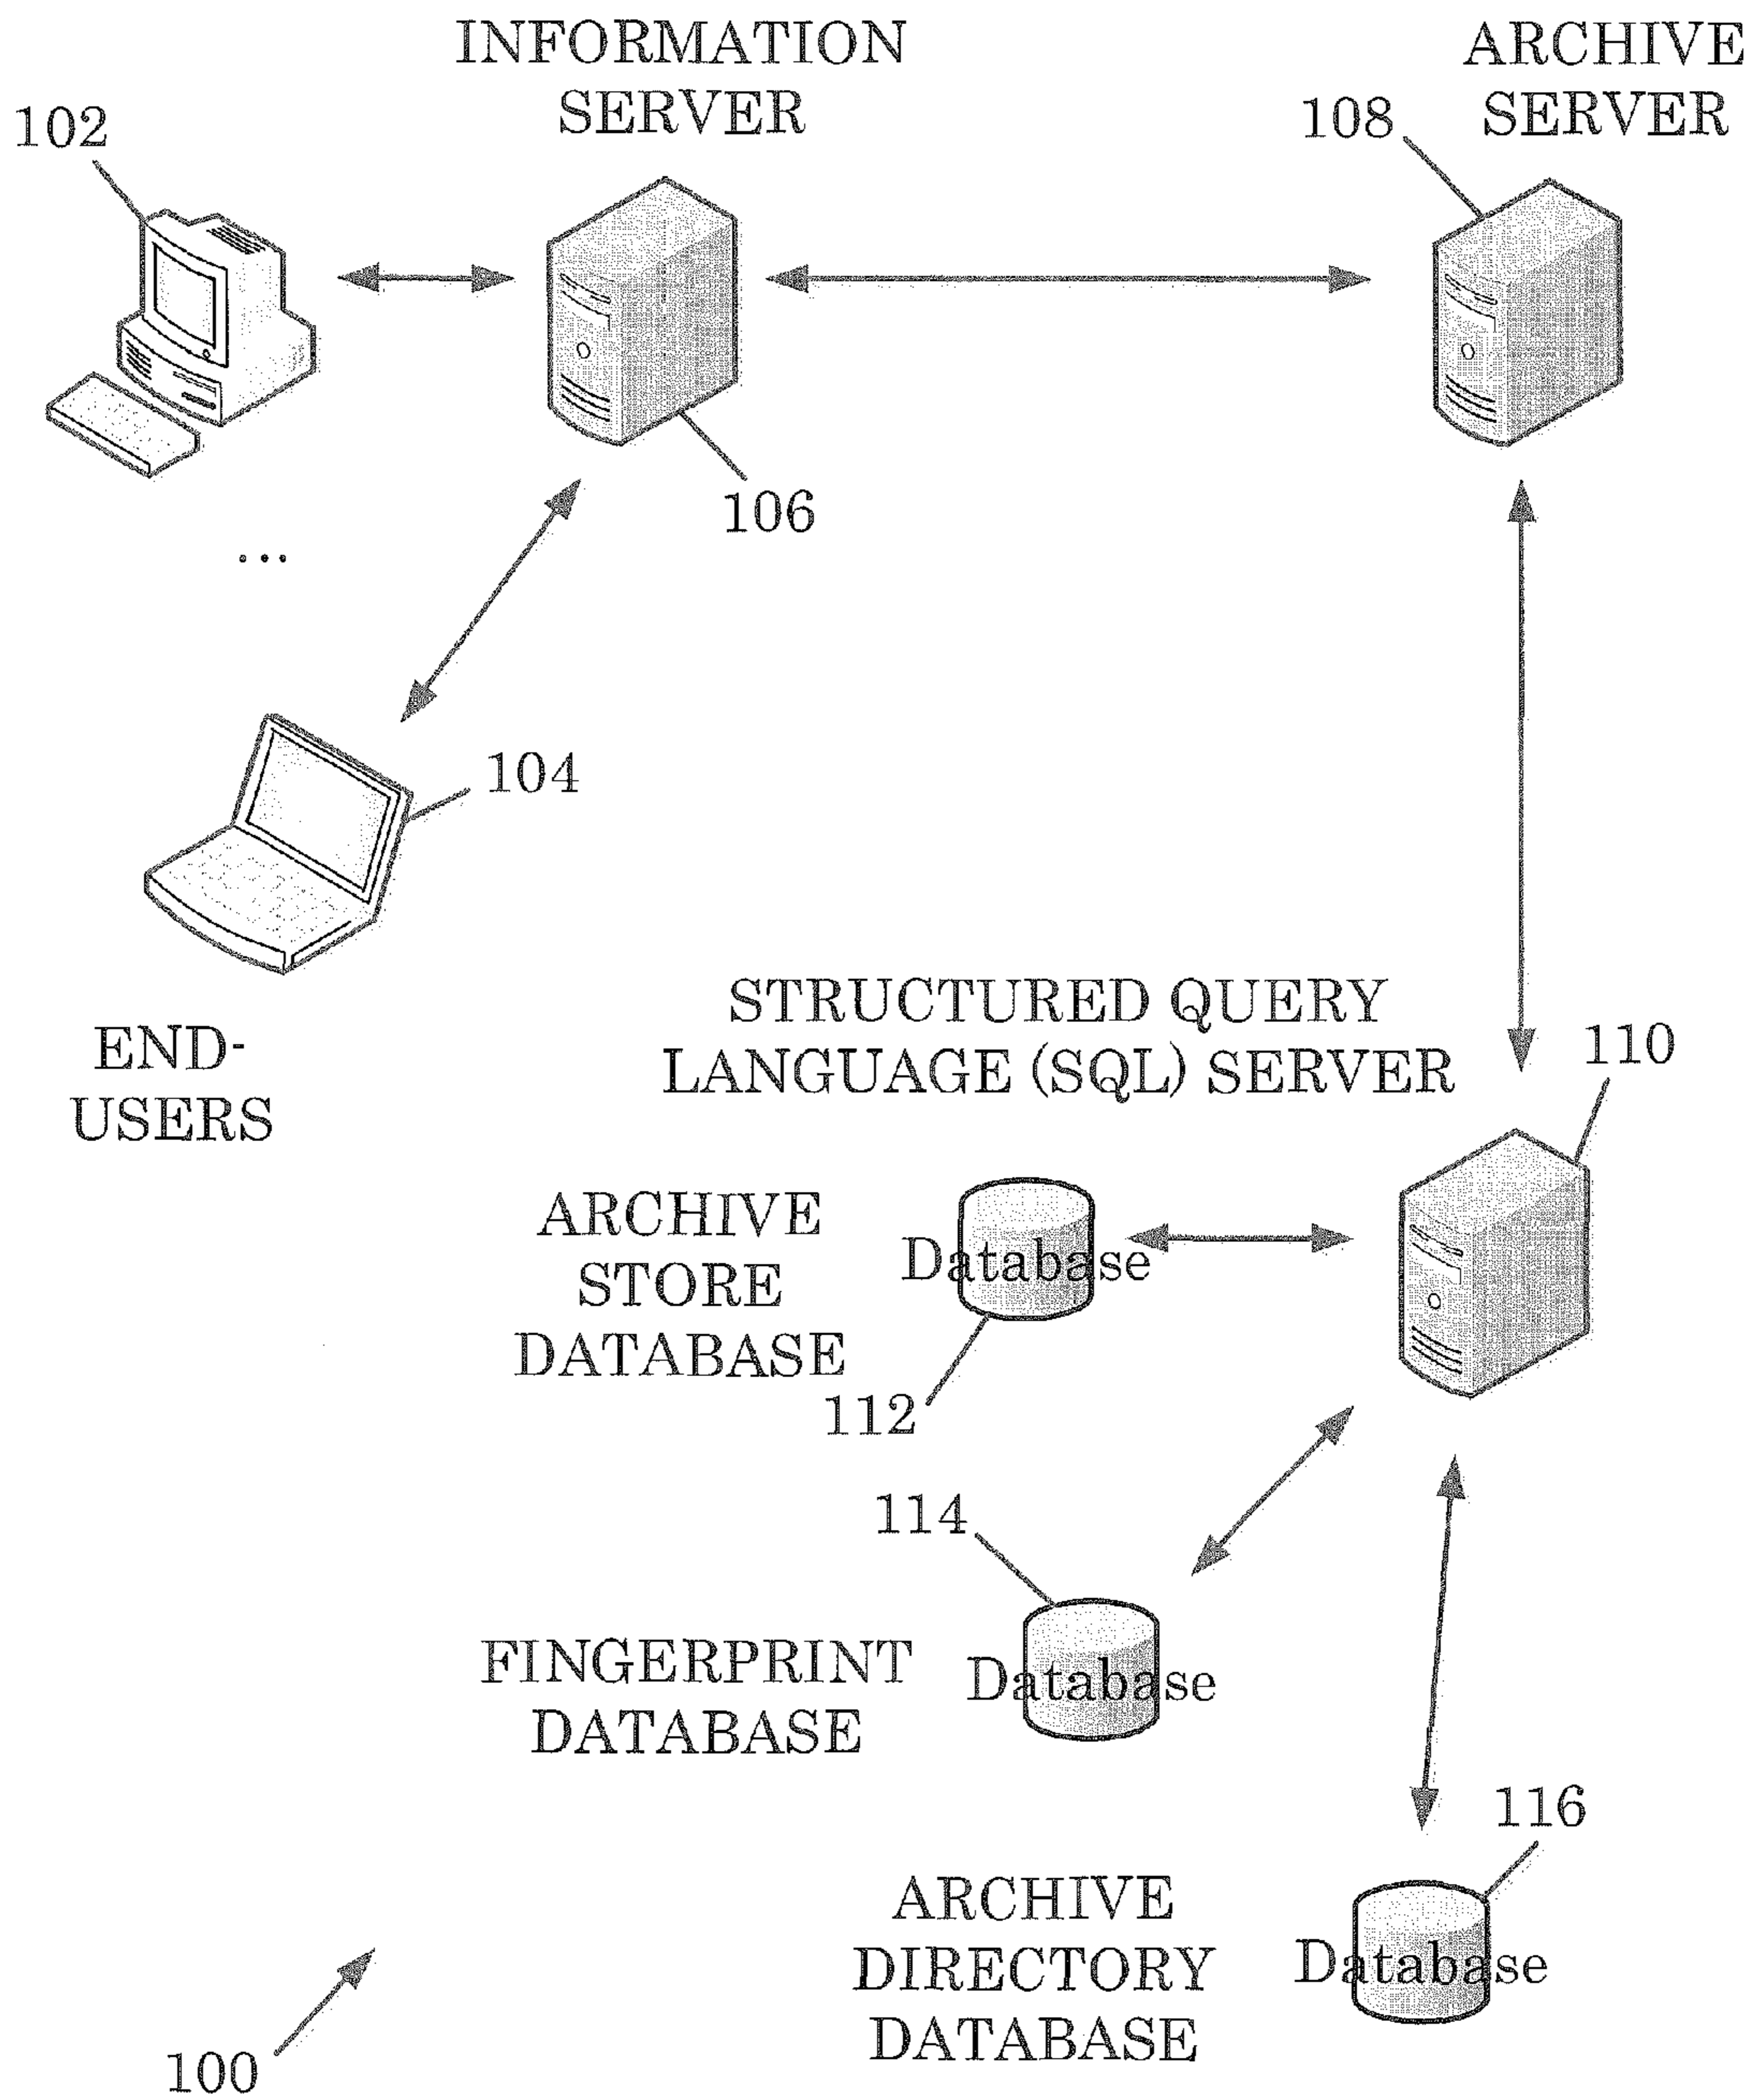 INFORMATION
SERVER
ARCHIVE
SERVER
102
108
106
...
104
END-
USERS
STRUCTURED QUERY
LANGUAGE (SQL) SERVER
110
ARCHIVE
STORE
DATABASE
Database
112
114
FINGERPRINT
DATABASE
Database
116
ARCHIVE
DIRECTORY
DATABASE
Database
100